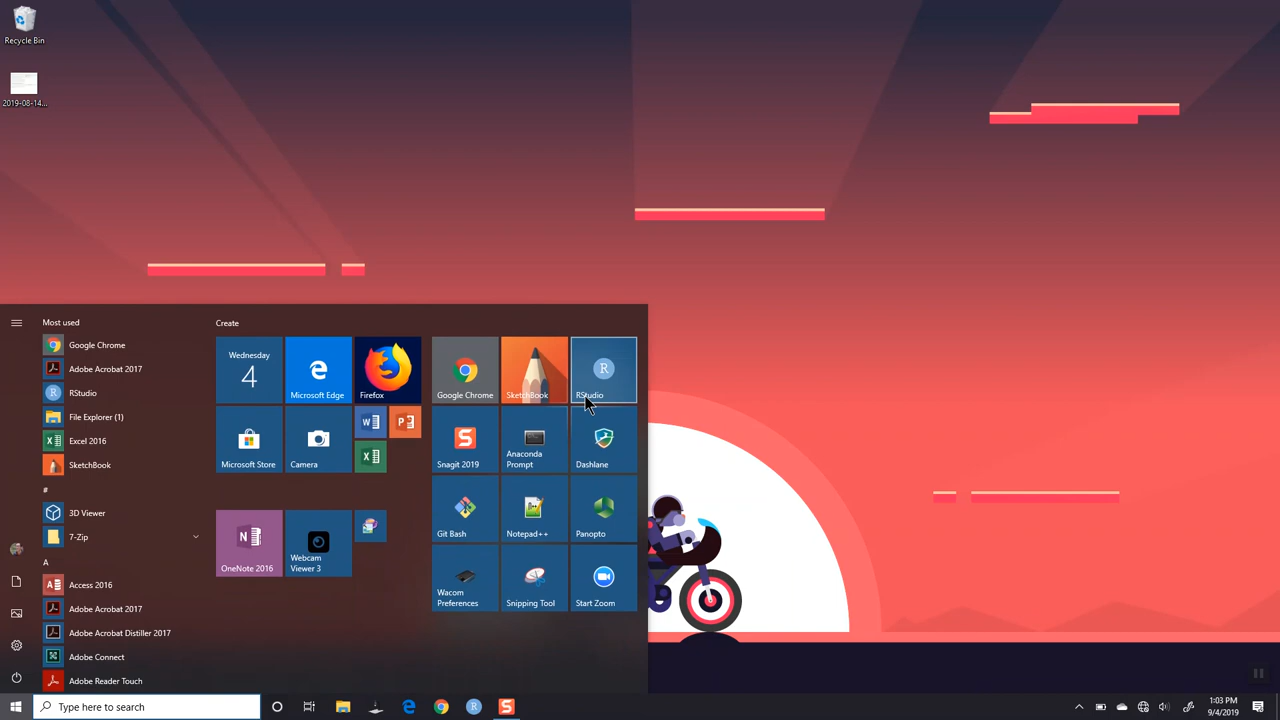 Recycle Bin
2019-08-14...
Most used
Google Chrome
Adobe Acrobat 2017
RStudio
File Explorer (1)
Excel 2016
SketchBook
#
3D Viewer
7-Zip
A
Access 2016
Adobe Acrobat 2017
Adobe Acrobat Distiller 2017
Adobe Connect
Adobe Reader Touch
Create
Wednesday
4
Microsoft Edge
Firefox
Microsoft Store
Camera
OneNote 2016
Webcam
Viewer 3
Google Chrome
SketchBook
RStudio
Snagit 2019
Anaconda
Prompt
Dashlane
Git Bash
Notepad++
Panopto
Wacom
Preferences
Snipping Tool
Start Zoom
Type here to search
1:03 PM
9/4/2019